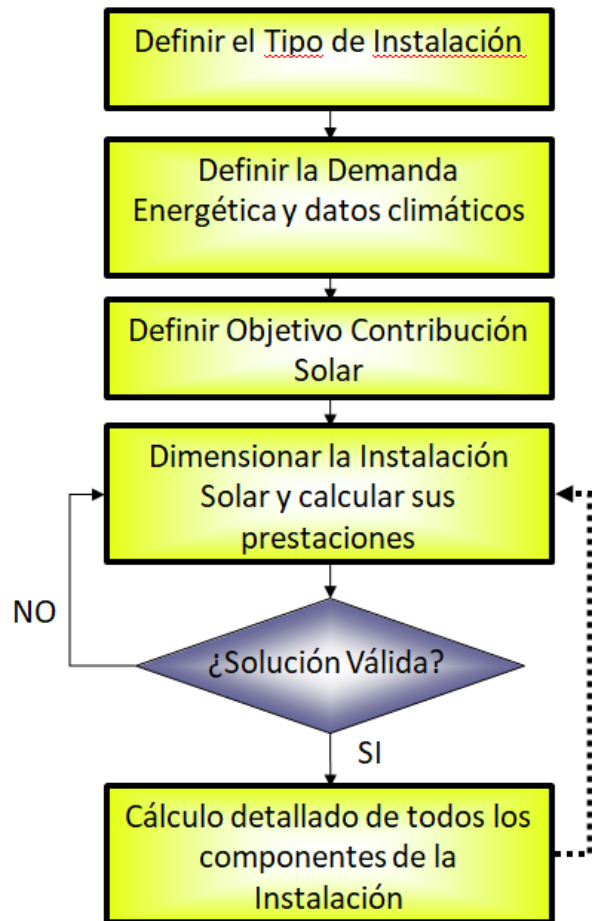 Definir el Tipo de Instalación
Definir la Demanda
Energética y datos climáticos
Definir Objetivo Contribución
Solar
Dimensionar la Instalación
Solar y calcular sus
prestaciones
NO
¿Solución Válida?
SI
Cálculo detallado de todos los
componentes de la
Instalación